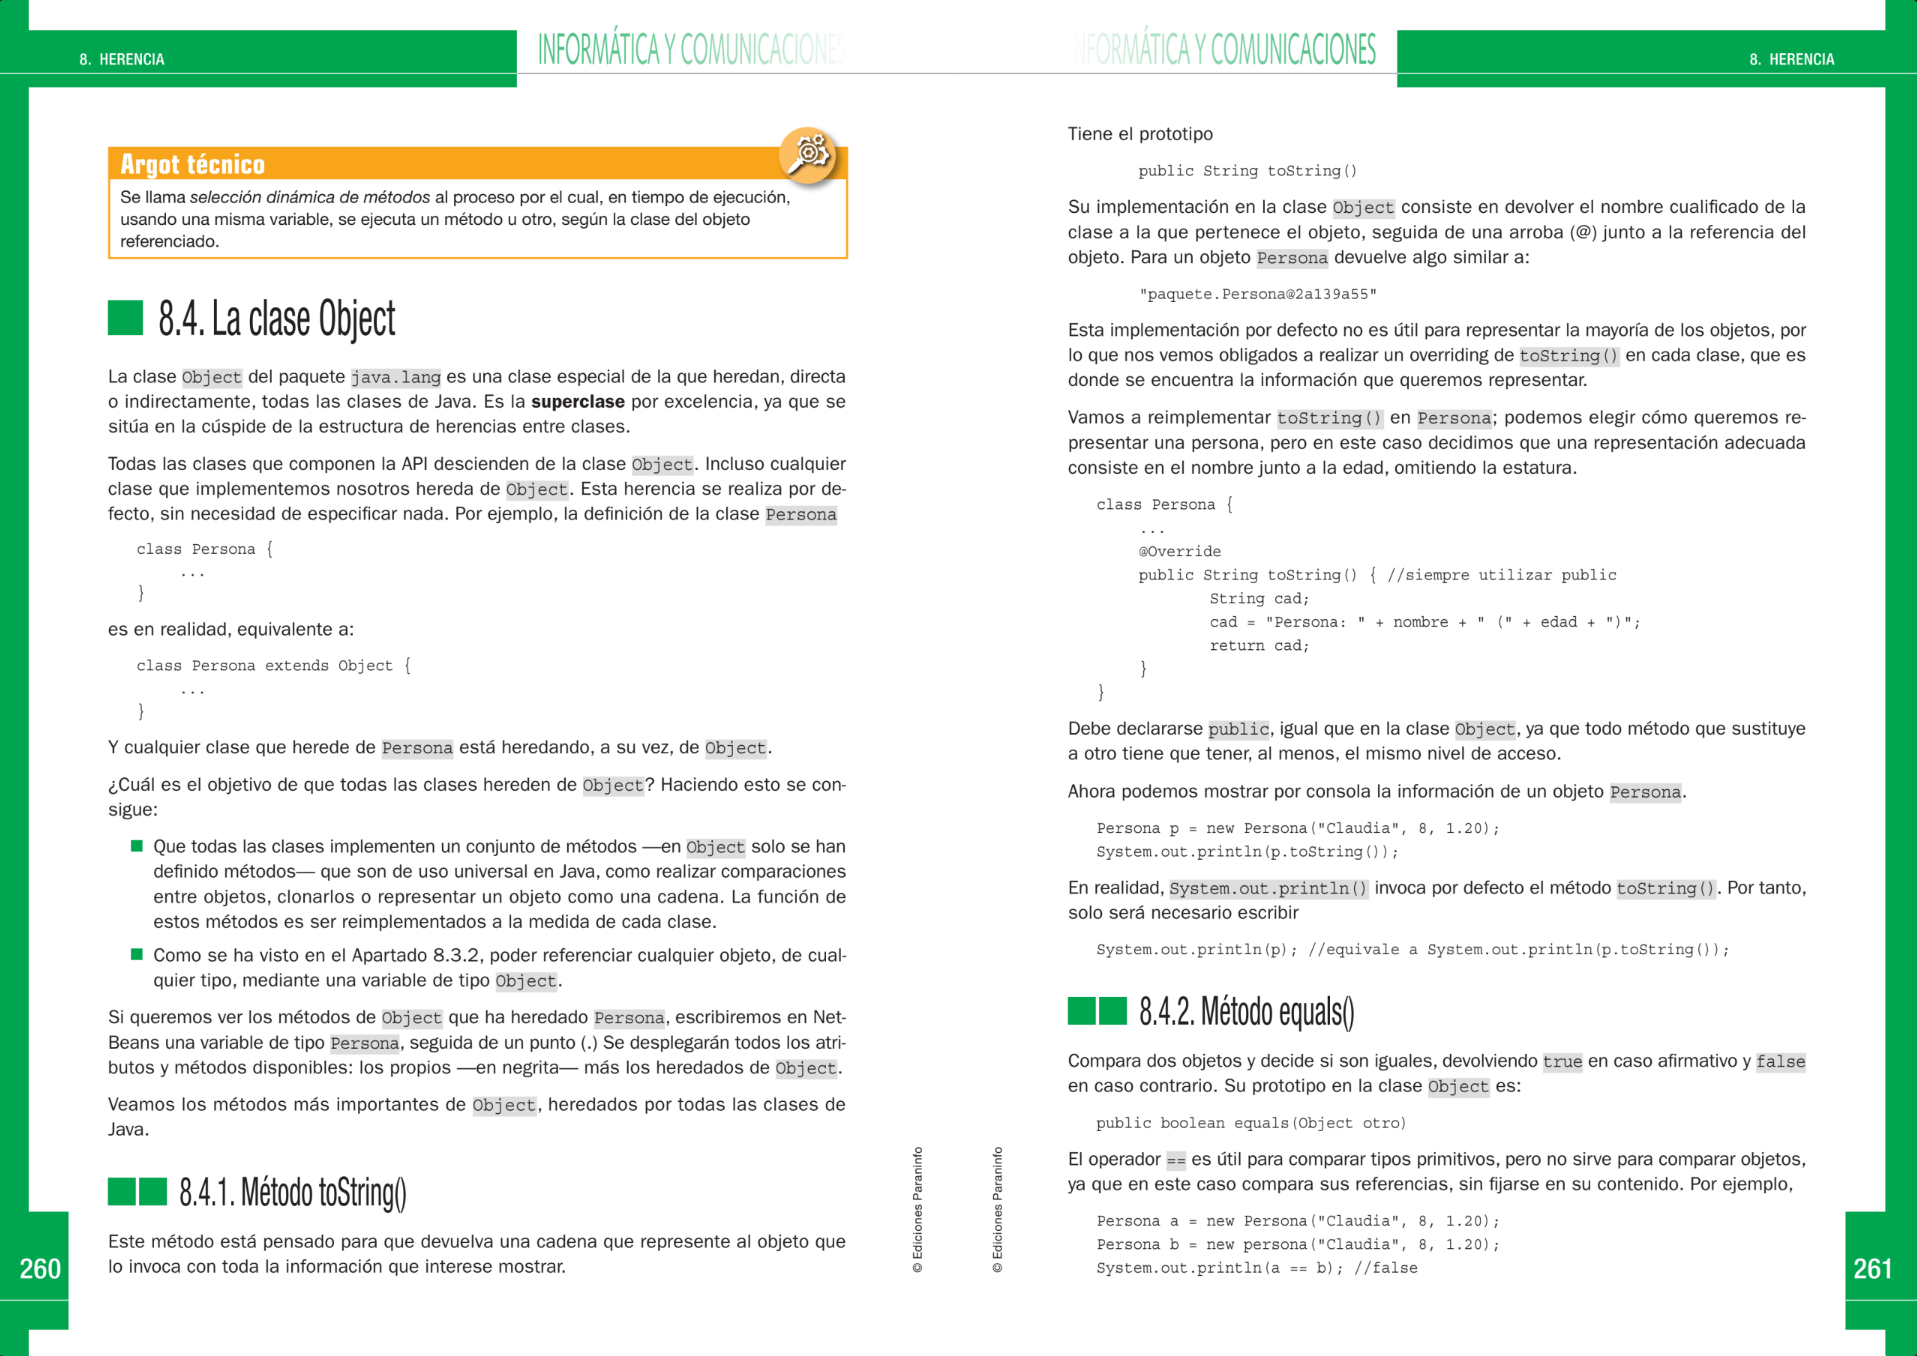 8. HERENCIA
INFORMÁTICA Y COMUNICACIONES
Argot técnico
Se llama selección dinámica de métodos al proceso por el cual, en tiempo de ejecución,
usando una misma variable, se ejecuta un método u otro, según la clase del objeto
referenciado.
8.4. La clase Object
La clase Object del paquete java.lang es una clase especial de la que heredan, directa
o indirectamente, todas las clases de Java. Es la superclase por excelencia, ya que se
sitúa en la cúspide de la estructura de herencias entre clases.
Todas las clases que componen la API descienden de la clase Object. Incluso cualquier
clase que implementemos nosotros hereda de Object. Esta herencia se realiza por de-
fecto, sin necesidad de especificar nada. Por ejemplo, la definición de la clase Persona
class Persona {
...
}
es en realidad, equivalente a:
class Persona extends Object {
...
}
Y cualquier clase que herede de Persona está heredando, a su vez, de Object.
¿Cuál es el objetivo de que todas las clases hereden de Object? Haciendo esto se con-
sigue:
Que todas las clases implementen un conjunto de métodos —en Object solo se han
definido métodos— que son de uso universal en Java, como realizar comparaciones
entre objetos, clonarlos o representar un objeto como una cadena. La función de
estos métodos es ser reimplementados a la medida de cada clase.
Como se ha visto en el Apartado 8.3.2, poder referenciar cualquier objeto, de cual-
quier tipo, mediante una variable de tipo Object.
Si queremos ver los métodos de Object que ha heredado Persona, escribiremos en Net-
Beans una variable de tipo Persona, seguida de un punto (.) Se desplegarán todos los atri-
butos y métodos disponibles: los propios —en negrita— más los heredados de Object.
Veamos los métodos más importantes de Object, heredados por todas las clases de
Java.
8.4.1. Método toString()
Este método está pensado para que devuelva una cadena que represente al objeto que
lo invoca con toda la información que interese mostrar.
260
© Ediciones Paraninfo
INFORMÁTICA Y COMUNICACIONES
8. HERENCIA
Tiene el prototipo
public String toString()
Su implementación en la clase Object consiste en devolver el nombre cualificado de la
clase a la que pertenece el objeto, seguida de una arroba (@) junto a la referencia del
objeto. Para un objeto Persona devuelve algo similar a:
"paquete.Persona@2a139a55"
Esta implementación por defecto no es útil para representar la mayoría de los objetos, por
lo que nos vemos obligados a realizar un overriding de toString() en cada clase, que es
donde se encuentra la información que queremos representar.
Vamos a reimplementar toString() en Persona; podemos elegir cómo queremos re-
presentar una persona, pero en este caso decidimos que una representación adecuada
consiste en el nombre junto a la edad, omitiendo la estatura.
class Persona {
...
@Override
public String toString() { //siempre utilizar public
String cad;
cad = "Persona: " + nombre + " (" + edad + ")";
return cad;
}
}
Debe declararse public, igual que en la clase Object, ya que todo método que sustituye
a otro tiene que tener, al menos, el mismo nivel de acceso.
Ahora podemos mostrar por consola la información de un objeto Persona.
Persona p = new Persona("Claudia", 8, 1.20);
System.out.println(p.toString());
En realidad, System.out.println() invoca por defecto el método toString(). Por tanto,
solo será necesario escribir
System.out.println(p); //equivale a System.out.println(p.toString());
8.4.2. Método equals()
Compara dos objetos y decide si son iguales, devolviendo true en caso afirmativo y false
en caso contrario. Su prototipo en la clase Object es:
public boolean equals(Object otro)
El operador == es útil para comparar tipos primitivos, pero no sirve para comparar objetos,
ya que en este caso compara sus referencias, sin fijarse en su contenido. Por ejemplo,
Persona a = new Persona("Claudia", 8, 1.20);
Persona b = new persona("Claudia", 8, 1.20);
System.out.println(a == b); //false
© Ediciones Paraninfo
261